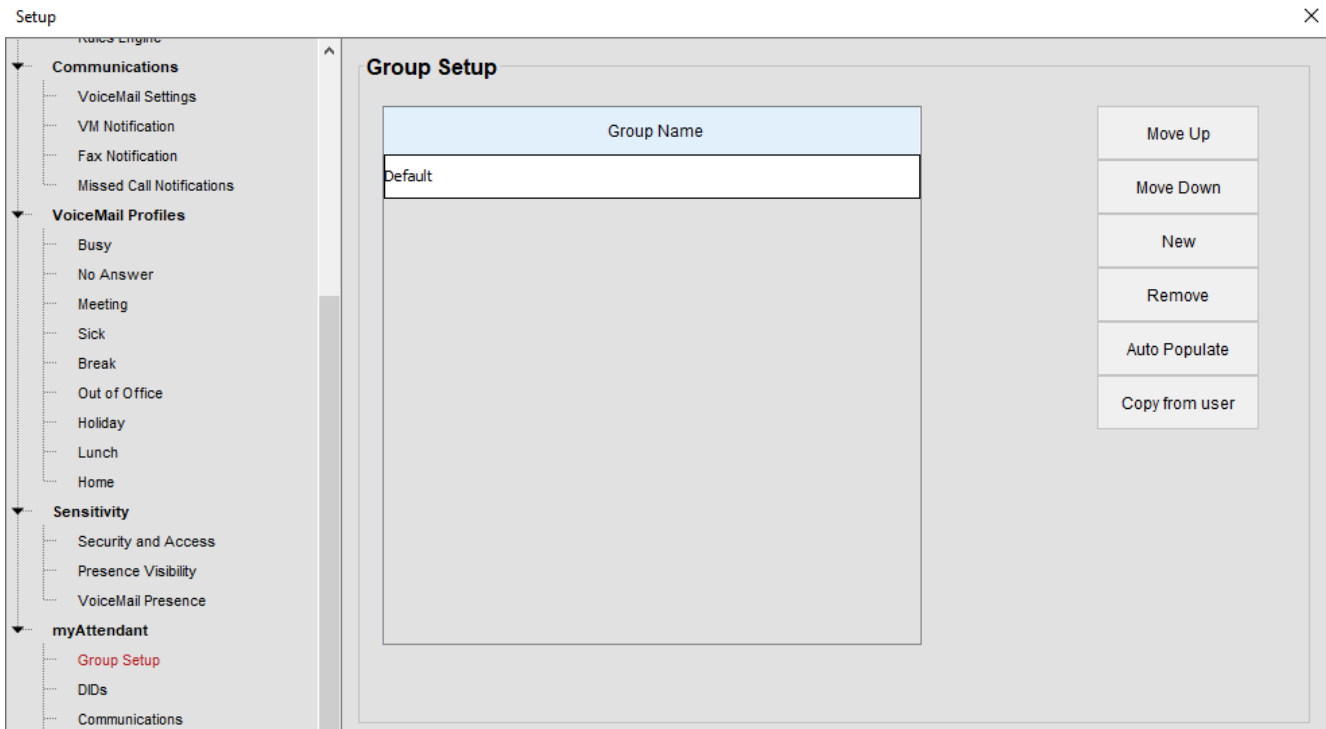 Setup
Rules Engine
Communications
VoiceMail Settings
VM Notification
Fax Notification
Missed Call Notifications
VoiceMail Profiles
Busy
No Answer
Meeting
Sick
Break
Out of Office
Holiday
Lunch
Home
Sensitivity
Security and Access
Presence Visibility
VoiceMail Presence
myAttendant
Group Setup
DIDs
Communications
Group Setup
Group Name
Default
Move Up
Move Down
New
Remove
Auto Populate
Copy from user